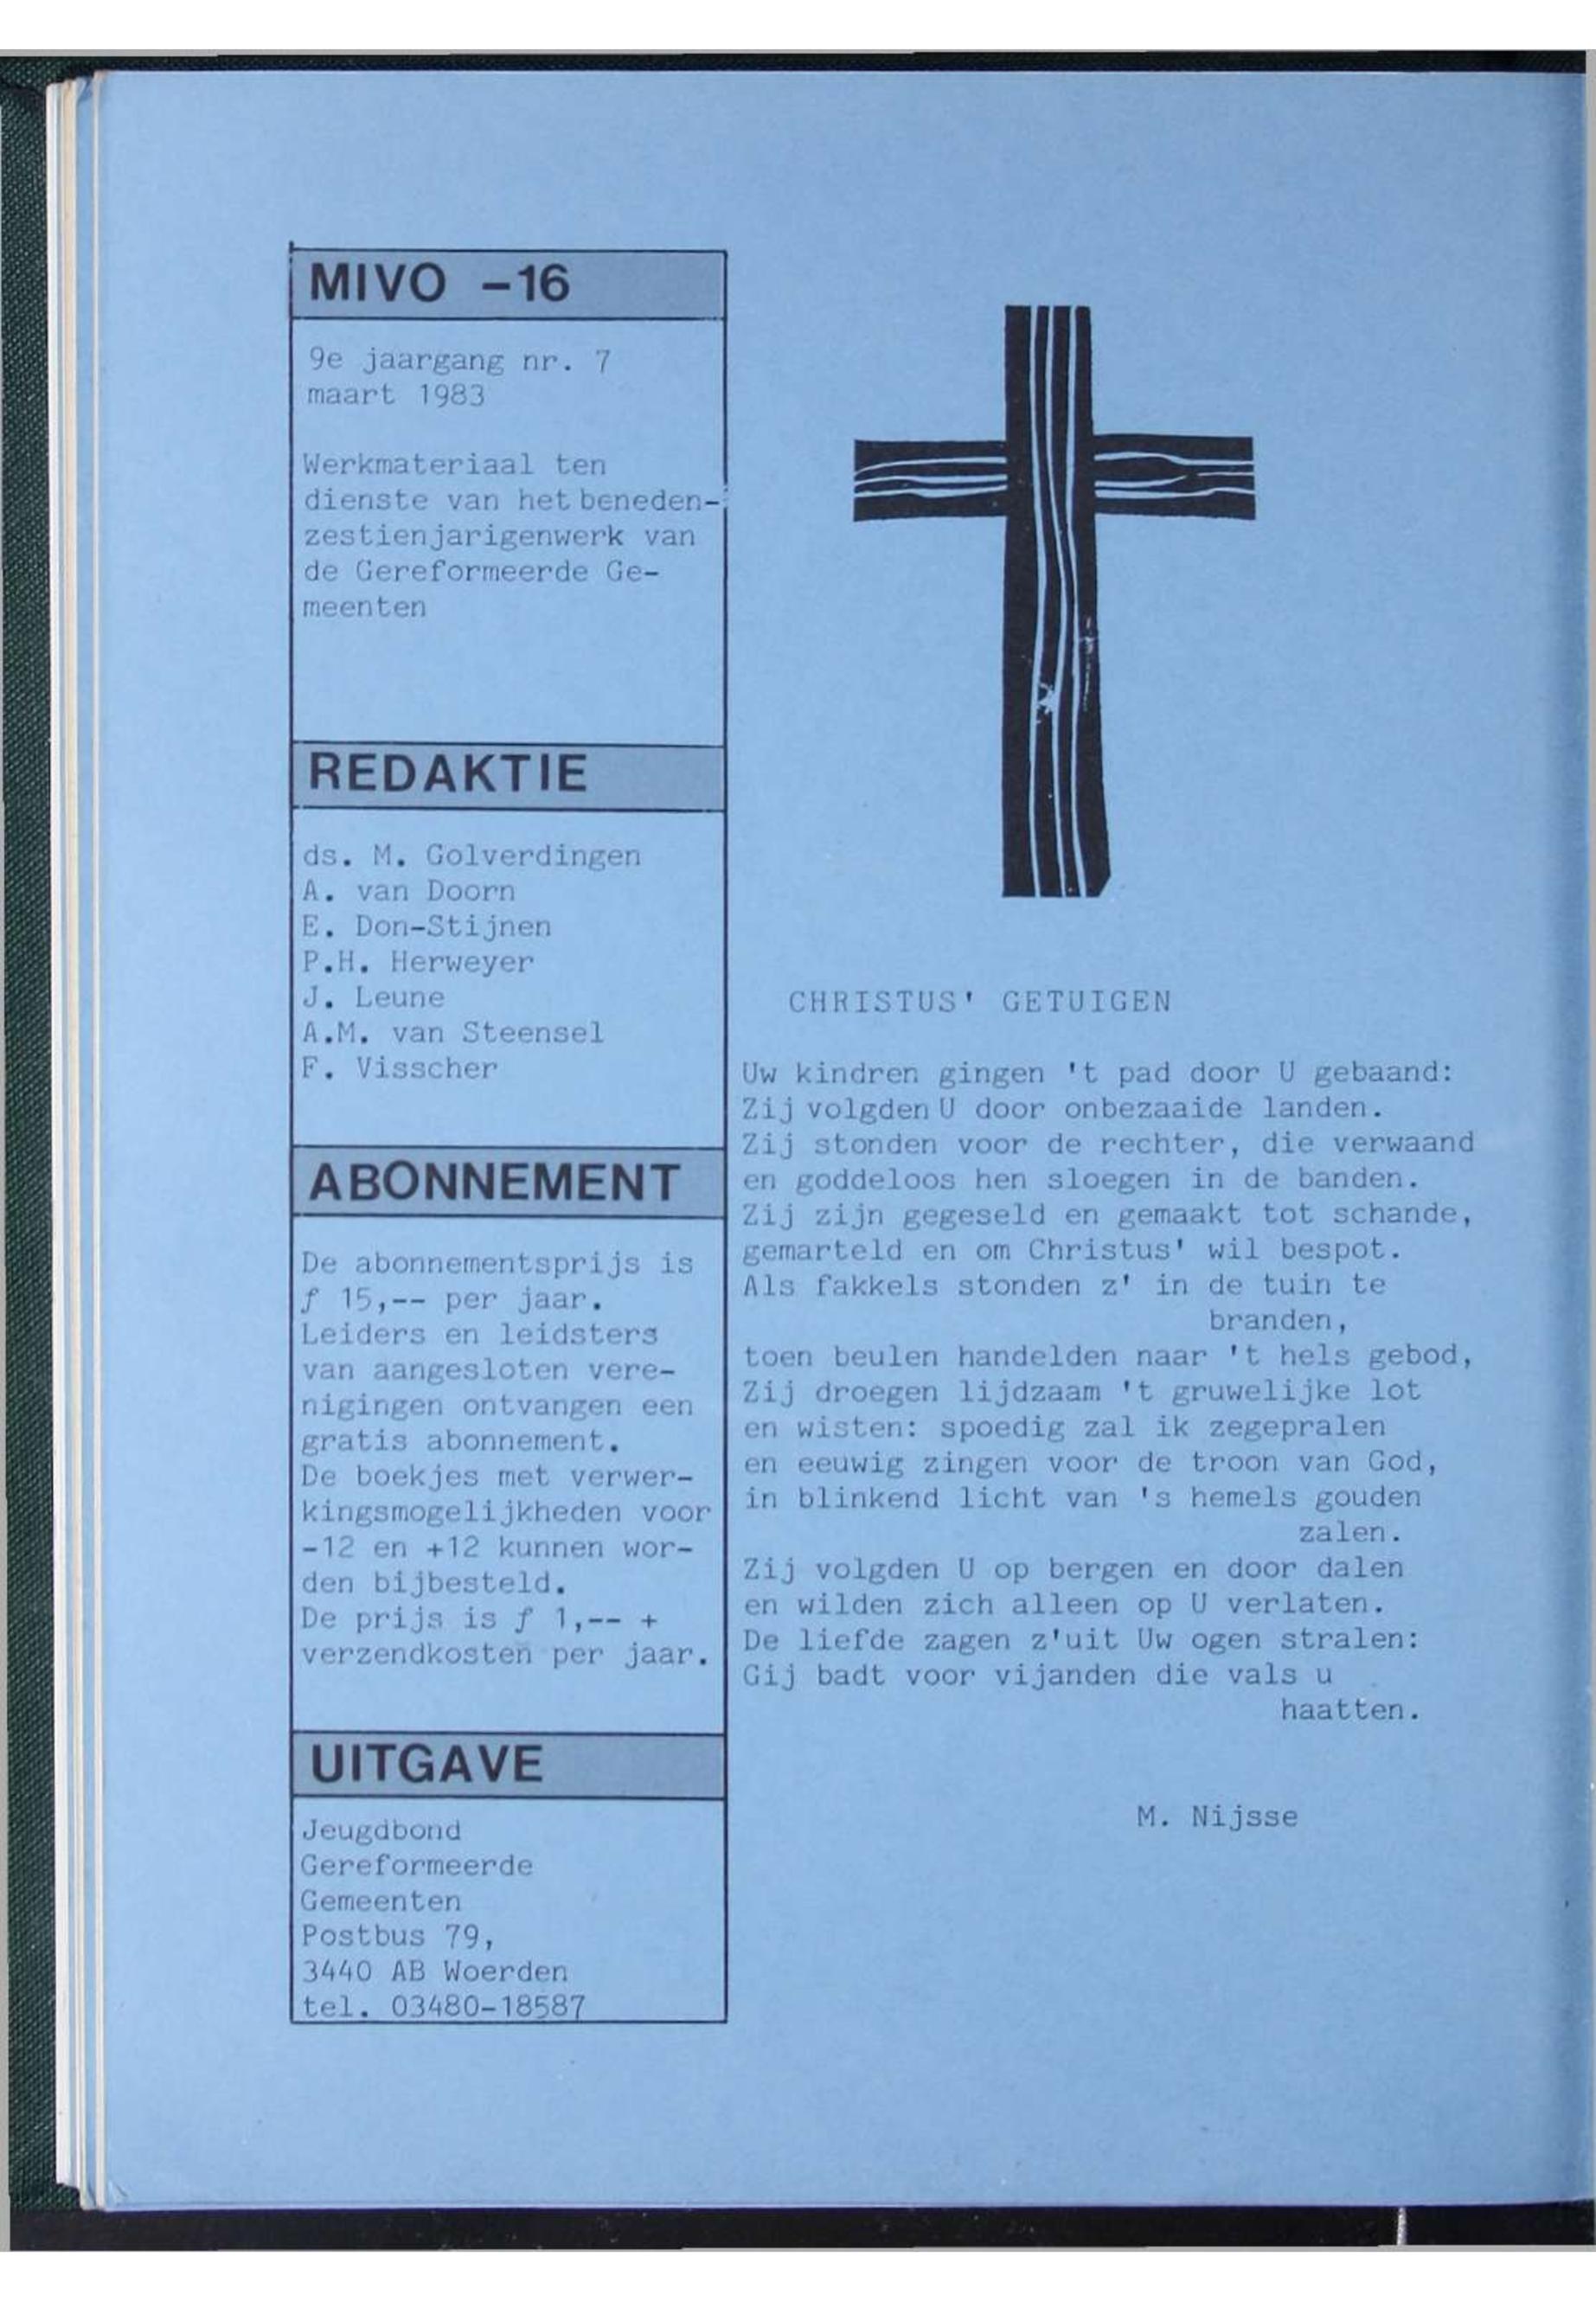 MIVO -16
9e jaargang nr. 7
maart 1983
Werkmateriaal ten
dienste van het beneden-
zestienjarigenwerk van
de Gereformeerde Ge-
meenten
REDAKTIE
ds. M. Golverdingen
A. van Doorn
E. Don-Stijnen
P.H. Herweyer
J. Leune
A.M. van Steensel
F. Visscher
ABONNEMENT
De abonnementsprijs is
ƒ 15,-- per jaar.
Leiders en leidsters
van aangesloten vere-
nigingen ontvangen een
gratis abonnement.
De boekjes met verwer-
kingsmogelijkheden voor
-12 en +12 kunnen wor-
den bijbesteld.
De prijs is ƒ 1,-- +
verzendkosten per jaar.
UITGAVE
Jeugdbond
Gereformeerde
Gemeenten
Postbus 79,
3440 AB Woerden
tel. 03480-18587
CHRISTUS' GETUIGEN
Uw kindren gingen 't pad door U gebaand:
Zij volgden U door onbezaaide landen.
Zij stonden voor de rechter, die verwaand
en goddeloos hen sloegen in de banden.
Zij zijn gegeseld en gemaakt tot schande,
gemarteld en om Christus' wil bespot.
Als fakkels stonden z' in de tuin te
branden,
toen beulen handelden naar 't hels gebod,
Zij droegen lijdzaam 't gruwelijke lot
en wisten: spoedig zal ik zegepralen
en eeuwig zingen voor de troon van God,
in blinkend licht van 's hemels gouden
zalen.
Zij volgden U op bergen en door dalen
en wilden zich alleen op U verlaten.
De liefde zagen z'uit Uw ogen stralen:
Gij badt voor vijanden die vals u
haatten.
M. Nijsse